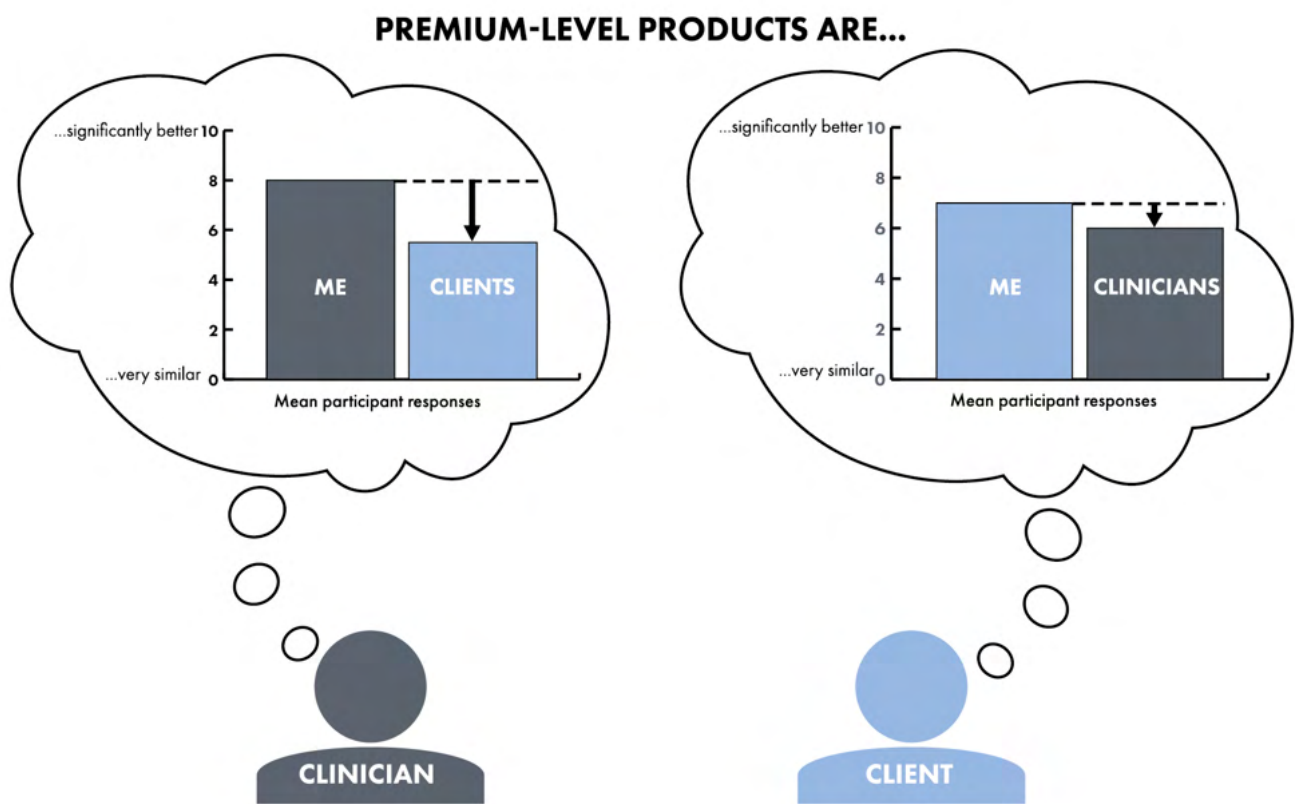 PREMIUM-LEVEL PRODUCTS ARE...
...significantly better 10
8
6
4
2
...very similar 0
ME
CLIENTS
Mean participant responses
...significantly better 10
8
6
4
2
...very similar 0
ME
CLINICIANS
Mean participant responses
CLINICIAN
CLIENT